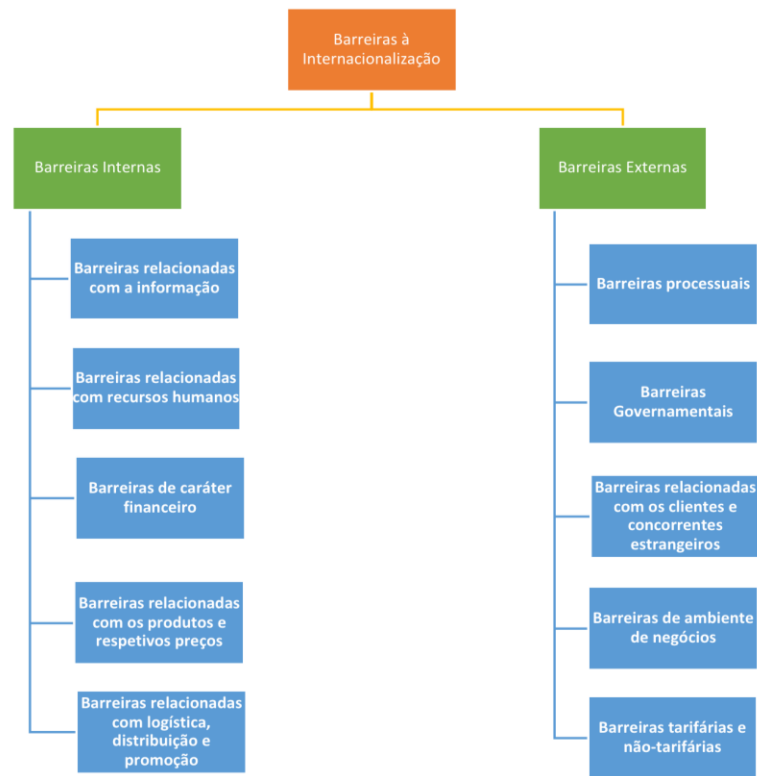 Barreiras à
Internacionalização
Barreiras Internas
Barreiras relacionadas
com a informação
Barreiras relacionadas
com recursos humanos
Barreiras de caráter
financeiro
Barreiras relacionadas
com os produtos e
respetivos preços
Barreiras relacionadas
com logística,
distribuição e
promoção
Barreiras Externas
Barreiras processuais
Barreiras
Governamentais
Barreiras relacionadas
com os clientes e
concorrentes
estrangeiros
Barreiras de ambiente
de negócios
Barreiras tarifárias e
não-tarifárias